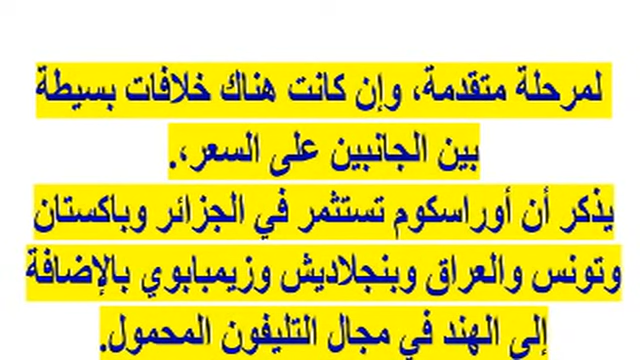 لمرحلة متقدمة، وإن كانت هناك خلافات بسيطة
بين الجانبين على السعر،.
يذكر أن أوراسكوم تستثمر في الجزائر وباكستان
وتونس والعراق وبنجلاديش وزيمبابوي بالإضافة
إلى الهند في مجال التليفون المحمول.